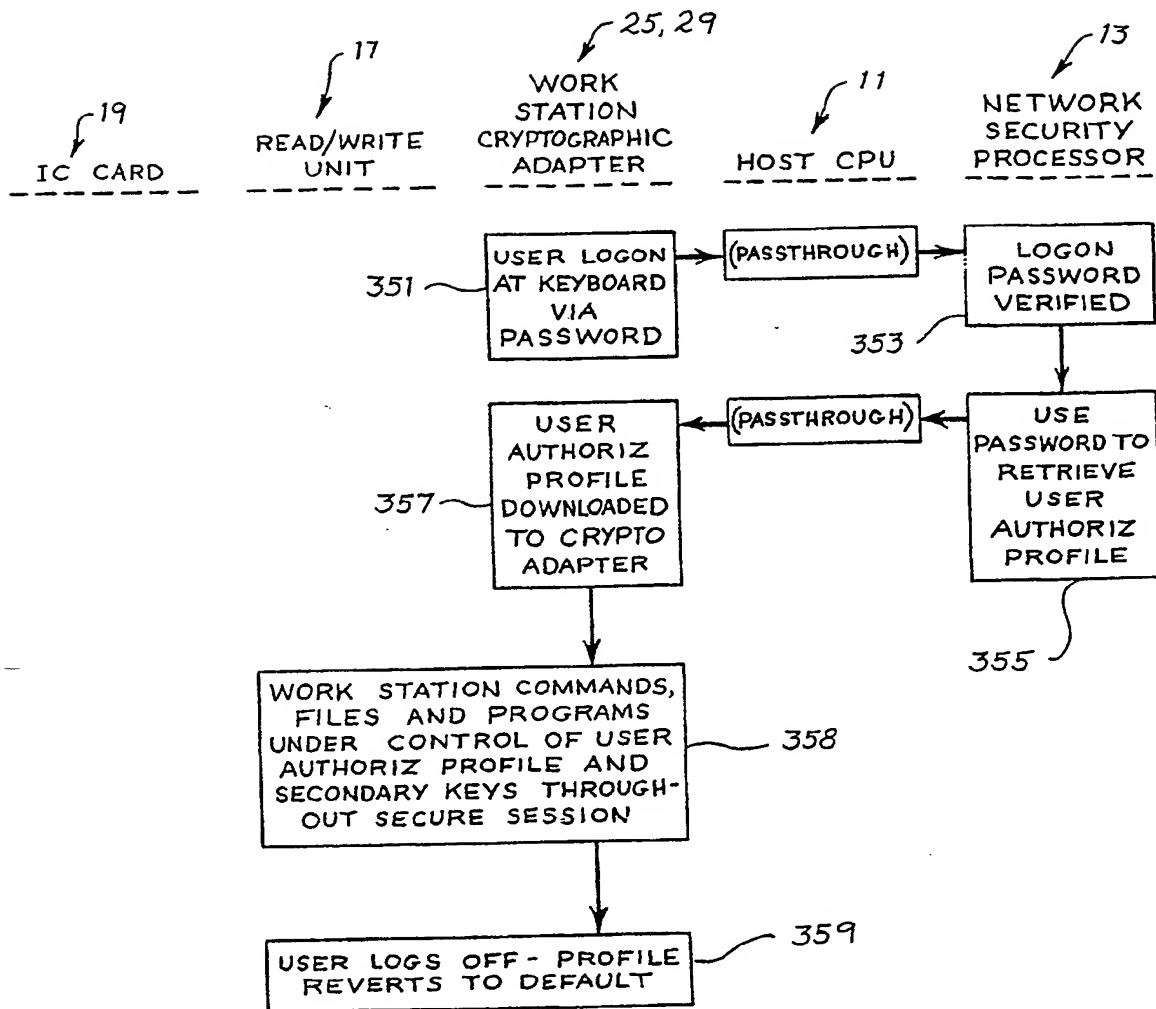 19
IC CARD
17
READ/WRITE
UNIT
25, 29
WORK
STATION
CRYPTOGRAPHIC
ADAPTER
11
HOST CPU
13
NETWORK
SECURITY
PROCESSOR
351
USER LOGON
AT KEYBOARD
VIA
PASSWORD
(PASSTHROUGH)
LOGON
PASSWORD
VERIFIED
353
357
USER
AUTHORIZ
PROFILE
DOWNLOADED
TO CRYPTO
ADAPTER
(PASSTHROUGH)
USE
PASSWORD TO
RETRIEVE
USER
AUTHORIZ
PROFILE
355
WORK STATION COMMANDS,
FILES AND PROGRAMS
UNDER CONTROL OF USER
AUTHORIZ PROFILE AND
SECONDARY KEYS THROUGH-
OUT SECURE SESSION
358
USER LOGS OFF - PROFILE
REVERTS TO DEFAULT
359